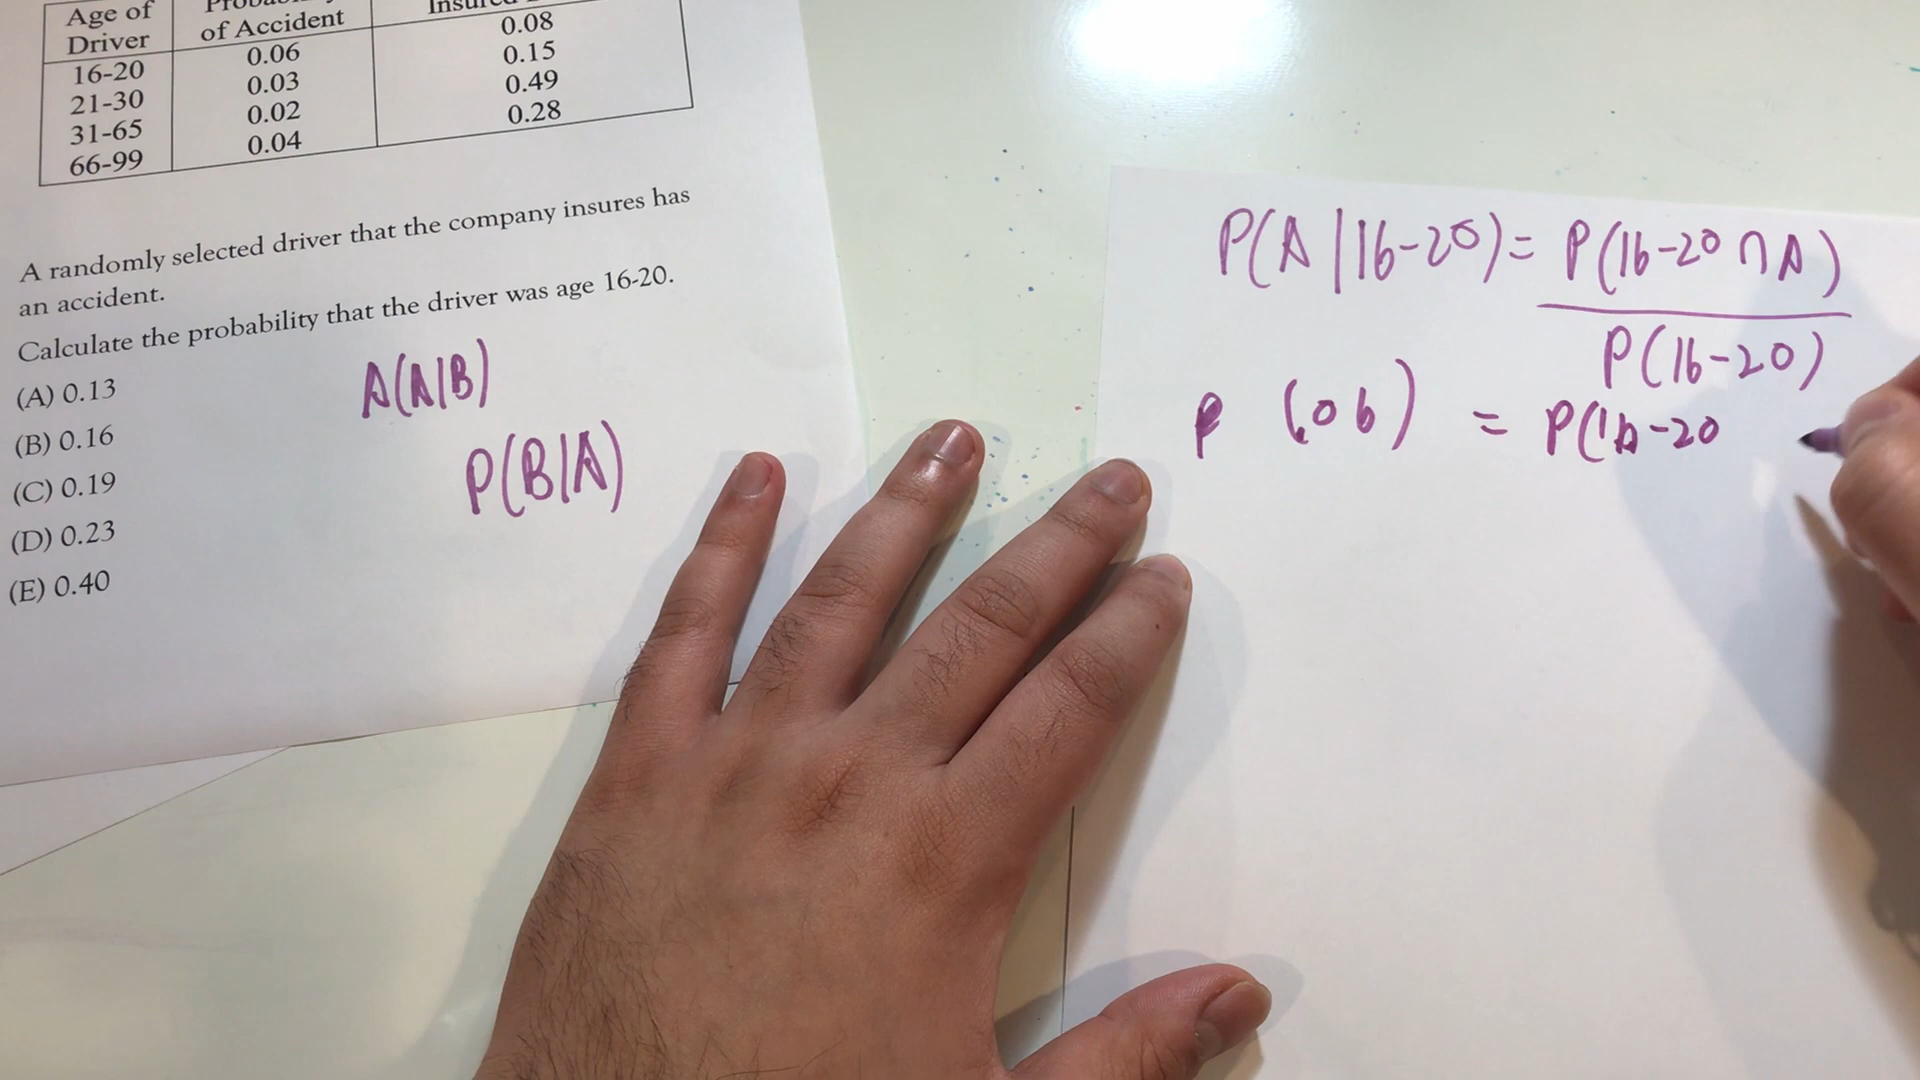 Age of
Driver
of Accident
16-20 0.06 0.08
21-30 0.03 0.15
31-65 0.02 0.49
66-99 0.04 0.28
A randomly selected driver that the company insures has
an accident.
Calculate the probability that the driver was age 16-20.
(A) 0.13
(B) 0.16
(C) 0.19
(D) 0.23
(E) 0.40
A(A|B)
P(B|A)
P(A|16-20) = P(16-20 ∩ A)
P(16-20)
P (.06) = P(16-20